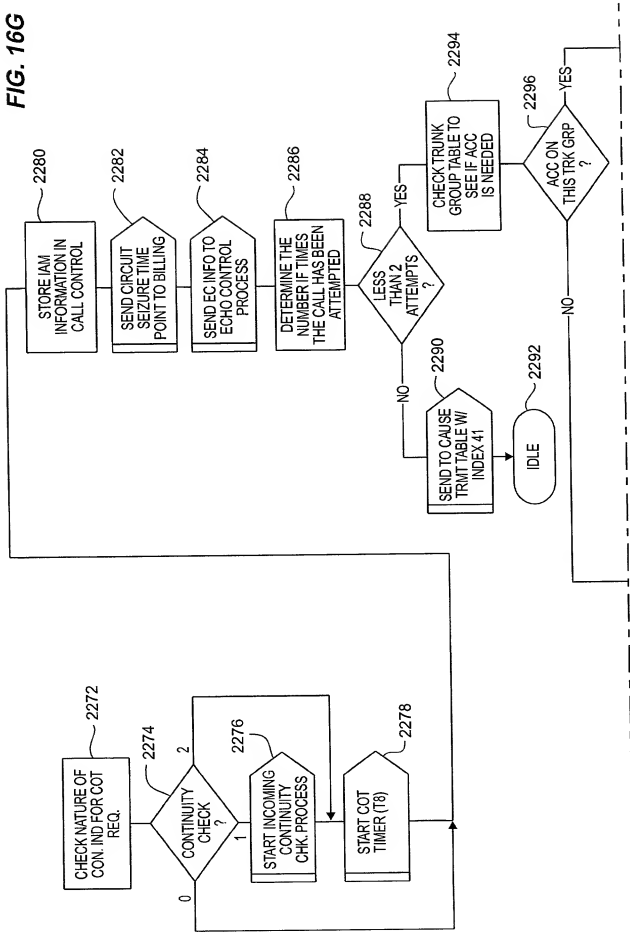 FIG. 16G
2272
CHECK NATURE OF
CON. IND FOR COT
REQ.
2274
CONTINUITY
CHECK
?
0
1
2
2276
START INCOMING
CONTINUITY
CHK. PROCESS
2278
START COT
TIMER (T8)
2280
STORE IAM
INFORMATION IN
CALL CONTROL
2282
SEND CIRCUIT
SEIZURE TIME
POINT TO BILLING
2284
SEND EC INFO TO
ECHO CONTROL
PROCESS
2286
DETERMINE THE
NUMBER IF TIMES
THE CALL HAS BEEN
ATTEMPTED
2288
LESS
THAN 2
ATTEMPTS
?
NO
YES
2290
SEND TO CAUSE
TRMT TABLE W/
INDEX 41
2292
IDLE
2294
CHECK TRUNK
GROUP TABLE TO
SEE IF ACC
IS NEEDED
2296
ACC ON
THIS TRK GRP
?
NO
YES